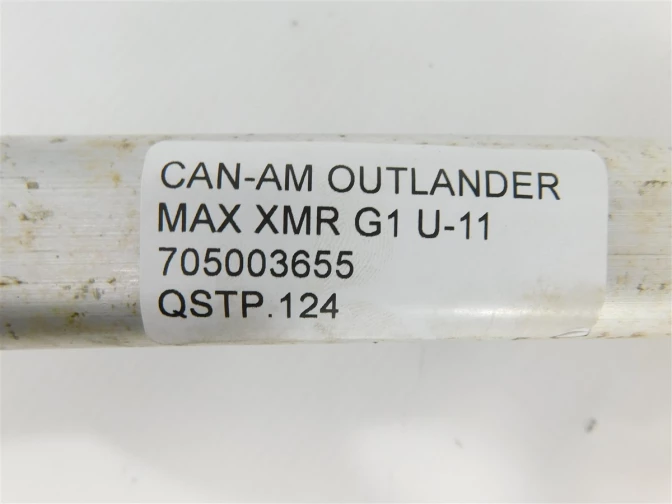 CAN-AM OUTLANDER
MAX XMR G1 U-11
705003655
QSTP.124